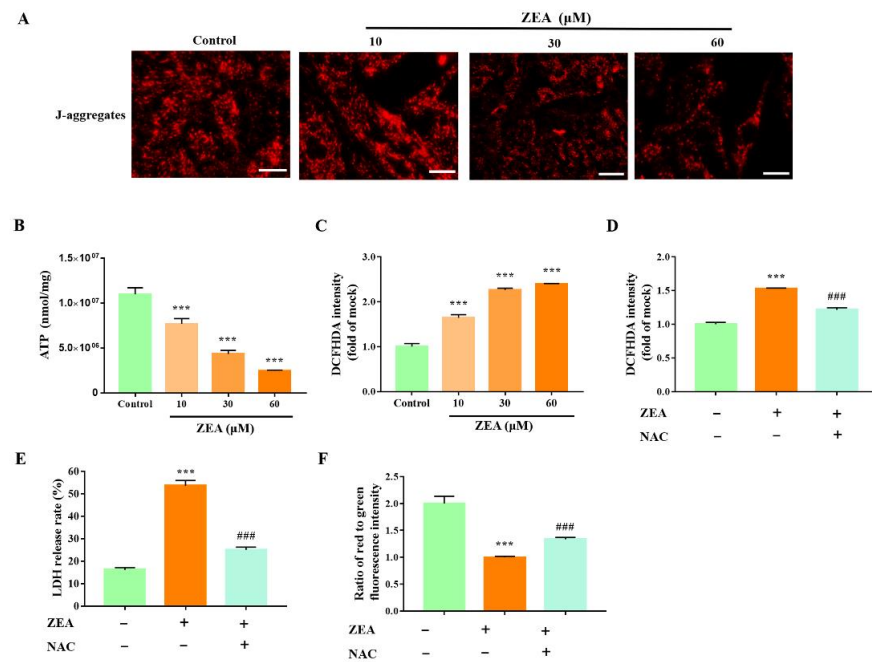 A
ZEA (μM)
Control
10
30
60
J-aggregates
B
1.5×10⁰⁷
1.0×10⁰⁷
5.0×10⁰⁶
0
ATP (nmol/mg)
***
***
***
Control
10
30
60
ZEA (μM)
C
3.0
2.0
1.0
0.0
DCFHDA intensity
(fold of mock)
***
***
***
Control
10
30
60
ZEA (μM)
D
2.0
1.5
1.0
0.5
0.0
DCFHDA intensity
(fold of mock)
***
###
ZEA – + +
NAC – – +
E
60
50
40
30
20
10
0
LDH release rate (%)
***
###
ZEA – + +
NAC – – +
F
2.5
2.0
1.5
1.0
0.5
0.0
Ratio of red to green
fluorescence intensity
***
###
ZEA – + +
NAC – – +